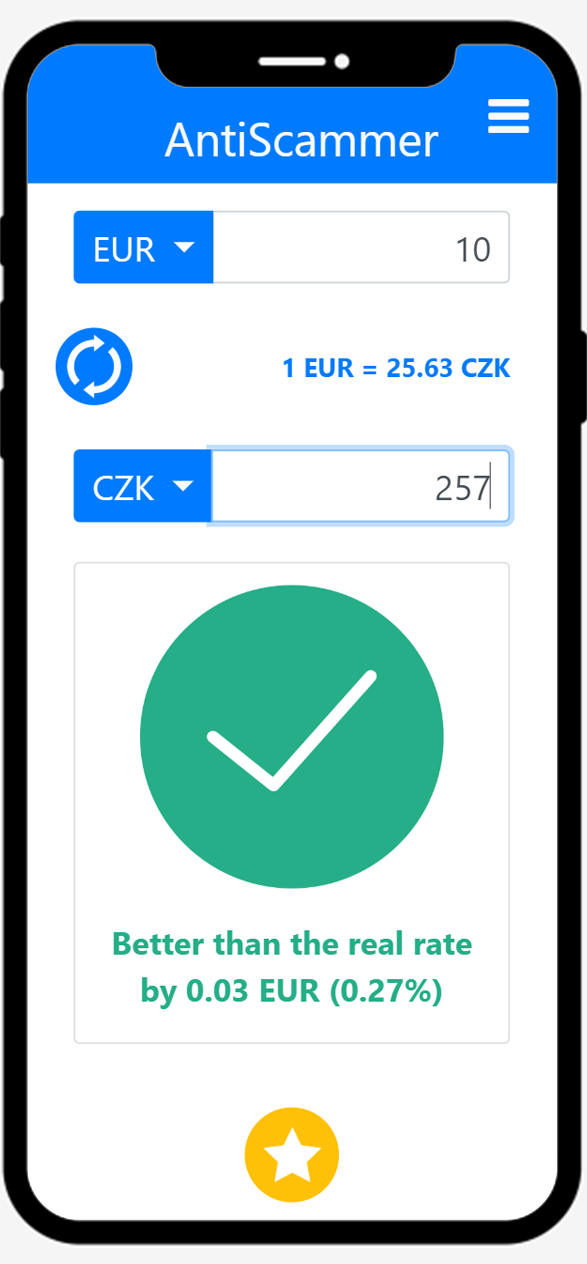 AntiScammer
EUR 10
1 EUR = 25.63 CZK
CZK 257
Better than the real rate
by 0.03 EUR (0.27%)